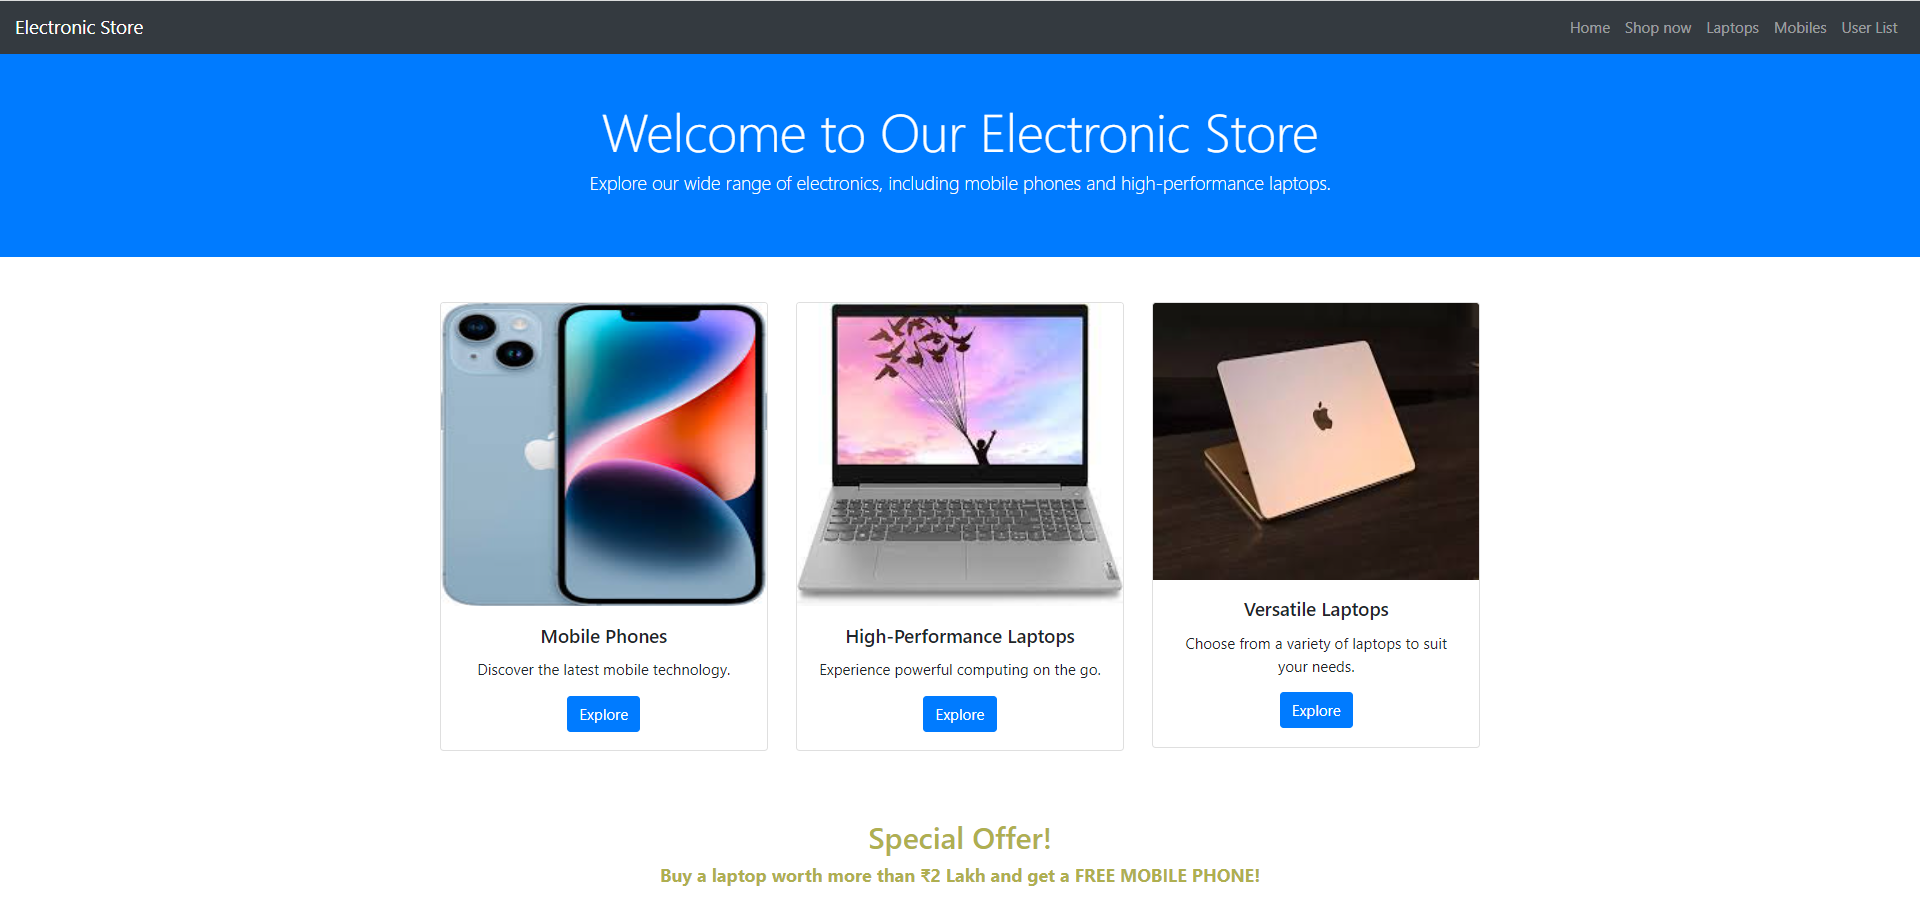 Electronic Store
Home Shop now Laptops Mobiles User List
Welcome to Our Electronic Store
Explore our wide range of electronics, including mobile phones and high-performance laptops.
Mobile Phones
Discover the latest mobile technology.
Explore
High-Performance Laptops
Experience powerful computing on the go.
Explore
Versatile Laptops
Choose from a variety of laptops to suit
your needs.
Explore
Special Offer!
Buy a laptop worth more than ₹2 Lakh and get a FREE MOBILE PHONE!